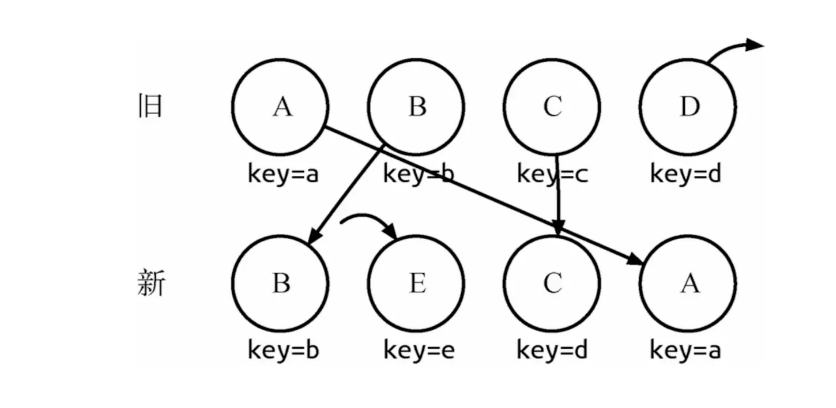 旧 A B C D
key=a key=b key=c key=d
新 B E C A
key=b key=e key=d key=a